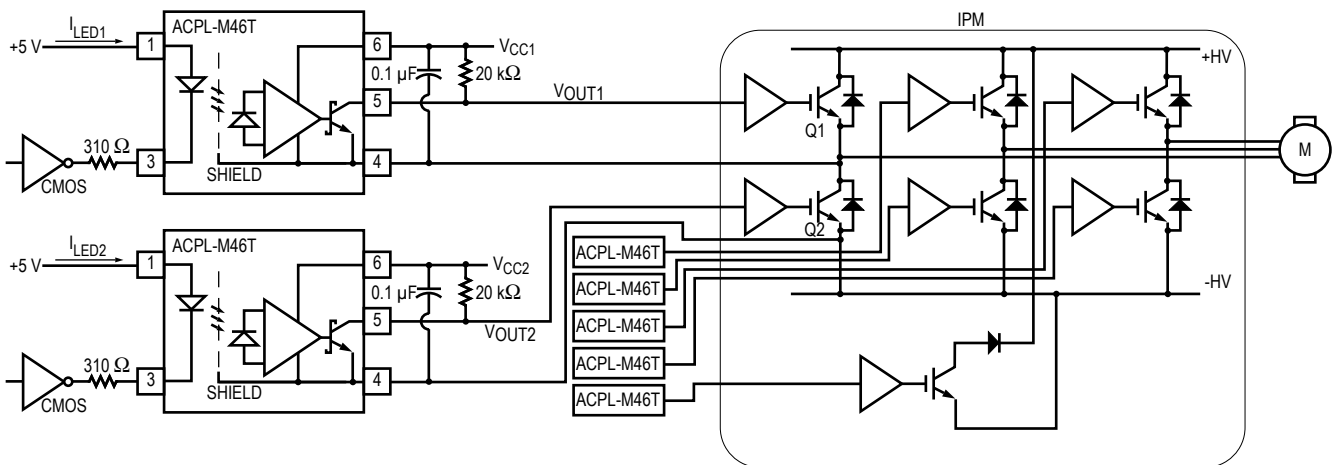 ILED1
ACPL-M46T
IPM
+5 V
1
6
VCC1
+HV
0.1 µF
20 kΩ
5
VOUT1
Q1
310 Ω
3
4
CMOS
SHIELD
M
ILED2
ACPL-M46T
Q2
ACPL-M46T
+5 V
1
6
VCC2
ACPL-M46T
-HV
0.1 µF
20 kΩ
5
VOUT2
ACPL-M46T
310 Ω
ACPL-M46T
3
4
CMOS
SHIELD
ACPL-M46T